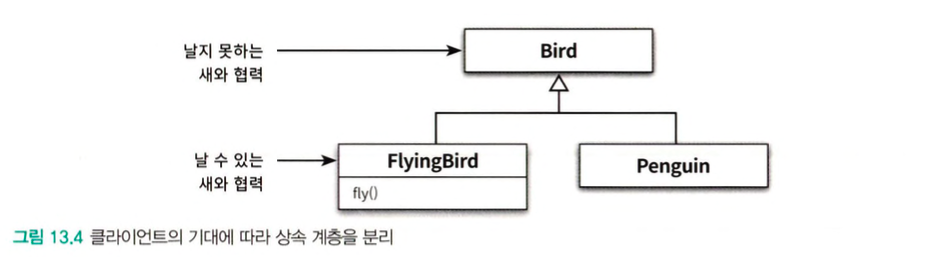 날지 못하는
새와 협력
Bird
날 수 있는
새와 협력
FlyingBird
fly()
Penguin
그림 13.4 클라이언트의 기대에 따라 상속 계층을 분리